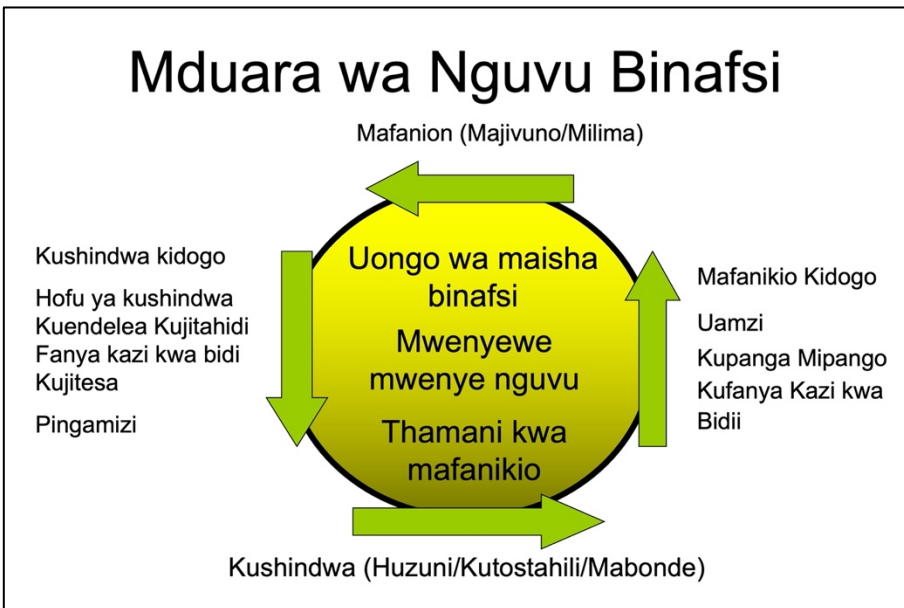 Mduara wa Nguvu Binafsi
Mafanion (Majivuno/Milima)
Kushindwa kidogo
Hofu ya kushindwa
Kuendelea Kujitahidi
Fanya kazi kwa bidi
Kujitesa
Pingamizi
Uongo wa maisha
binafsi
Mwenyewe
mwenye nguvu
Thamani kwa
mafanikio
Mafanikio Kidogo
Uamzi
Kupanga Mipango
Kufanya Kazi kwa
Bidii
Kushindwa (Huzuni/Kutostahili/Mabonde)